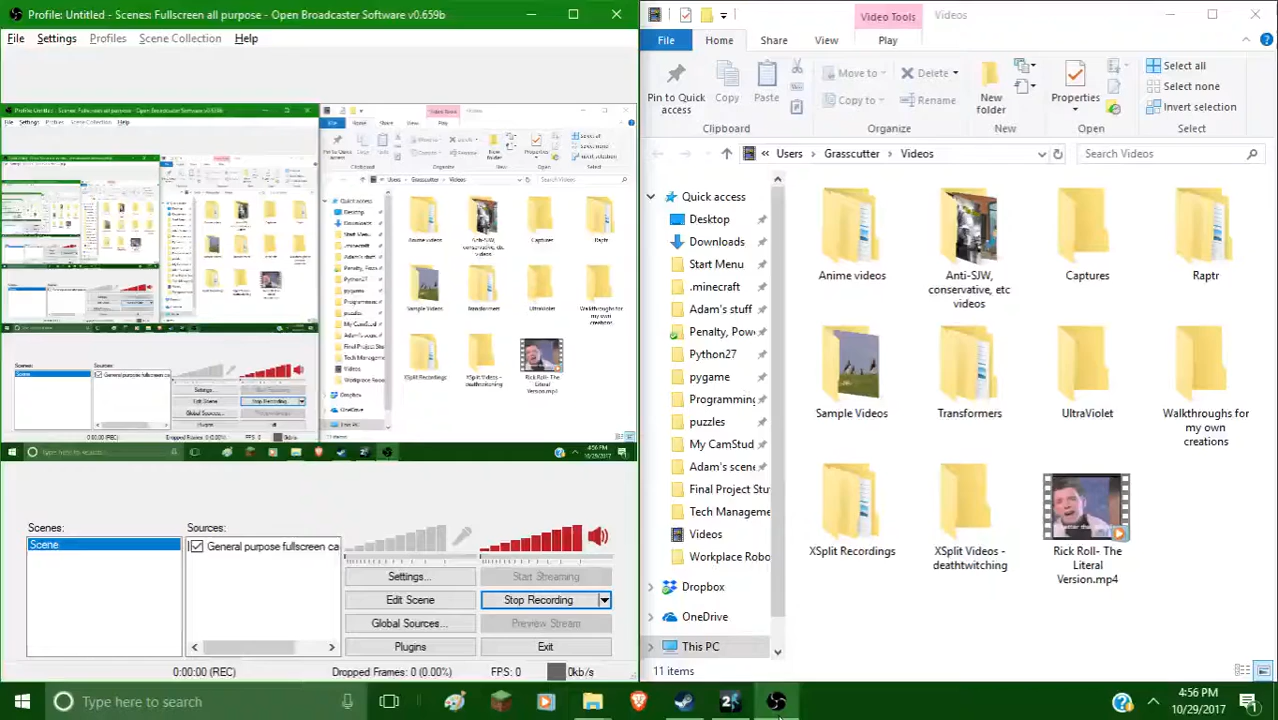 Profile: Untitled - Scenes: Fullscreen all purpose - Open Broadcaster Software v0.659b
File Settings Profiles Scene Collection Help
Scenes:
Scene
Sources:
General purpose fullscreen ca
Settings...
Start Streaming
Edit Scene
Stop Recording
Global Sources...
Preview Stream
Plugins
Exit
0:00:00 (REC)
Dropped Frames: 0 (0.00%)
FPS: 0
0kb/s
Video Tools
Videos
File Home Share View Play
Pin to Quick access
Copy
Paste
Move to
Copy to
Delete
Rename
New folder
Properties
Select all
Select none
Invert selection
Clipboard
Organize
New
Open
Select
« Users > Grasscutter > Videos
Search Videos
Quick access
Desktop
Downloads
Start Menu
.minecraft
Adam's stuff
Penalty, Pow
Python27
pygame
Programming
puzzles
My CamStud
Adam's scene
Final Project Stu
Tech Manageme
Videos
Workplace Robo
Dropbox
OneDrive
This PC
Anime videos
Anti-SJW, conservative, etc videos
Captures
Raptr
Sample Videos
Transformers
UltraViolet
Walkthroughs for my own creations
XSplit Recordings
XSplit Videos - deathtwitching
Rick Roll- The Literal Version.mp4
11 items
Type here to search
4:56 PM
10/29/2017